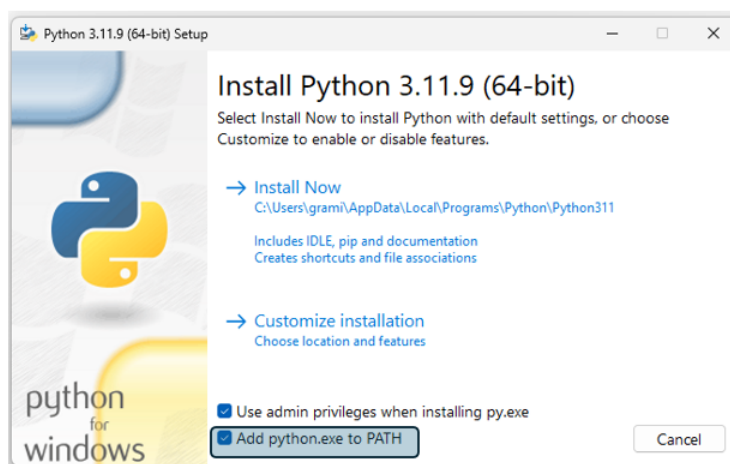 Python 3.11.9 (64-bit) Setup
Install Python 3.11.9 (64-bit)
Select Install Now to install Python with default settings, or choose
Customize to enable or disable features.
Install Now
C:\Users\grami\AppData\Local\Programs\Python\Python311
Includes IDLE, pip and documentation
Creates shortcuts and file associations
Customize installation
Choose location and features
python
for
windows
Use admin privileges when installing py.exe
Add python.exe to PATH
Cancel